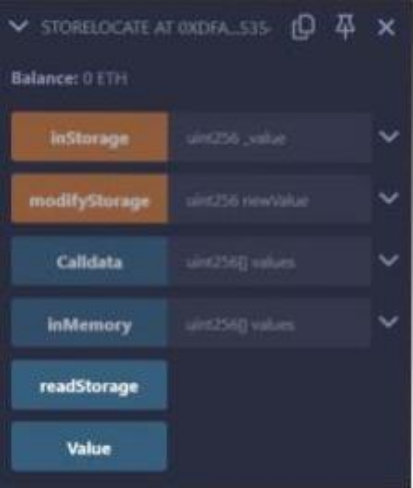 STORELOCATE AT 0XDFA...535-
Balance: 0 ETH
inStorage uint256 _value
modifyStorage uint256 newValue
Calldata uint256[] values
inMemory uint256[] values
readStorage
Value